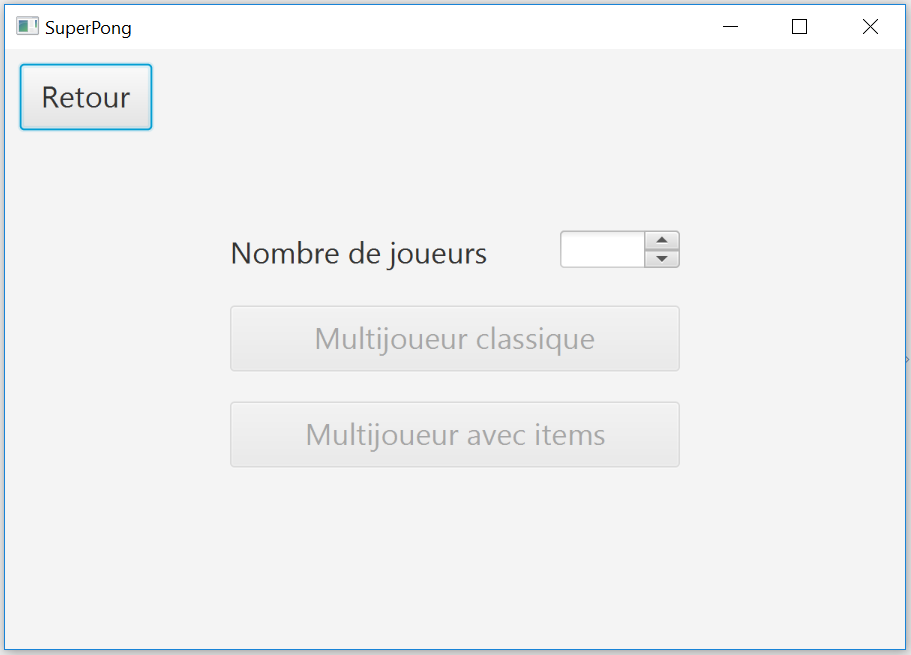 SuperPong
Retour
Nombre de joueurs
Multijoueur classique
Multijoueur avec items